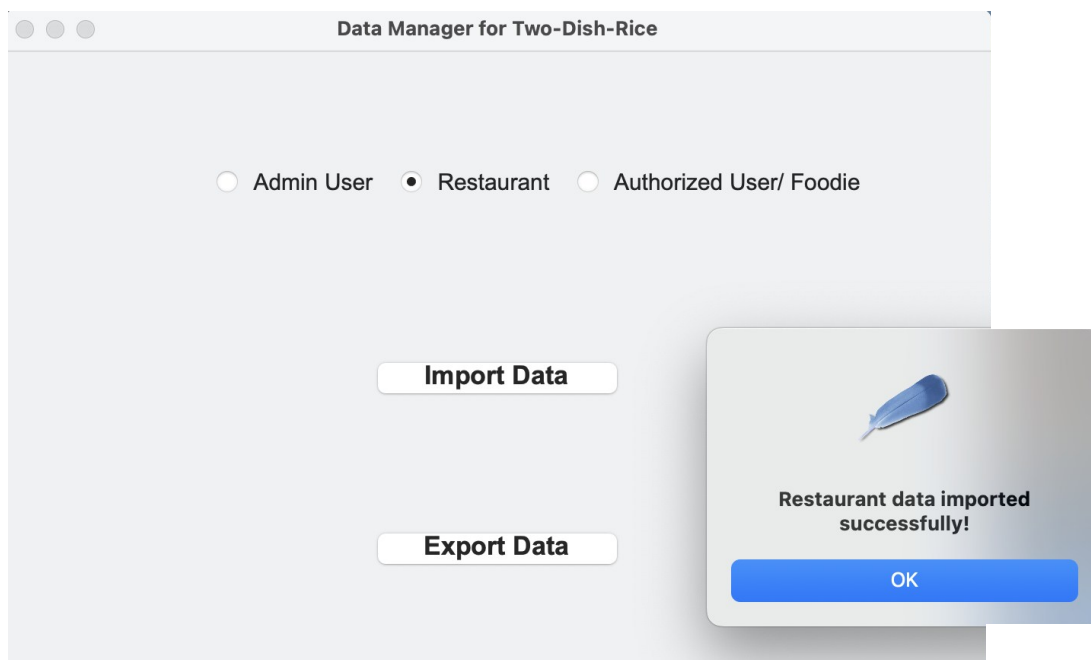 Data Manager for Two-Dish-Rice
Admin User Restaurant Authorized User/ Foodie
Import Data
Export Data
Restaurant data imported
successfully!
OK